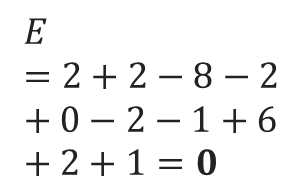 E
= 2 + 2 − 8 − 2
+ 0 − 2 − 1 + 6
+ 2 + 1 = 0